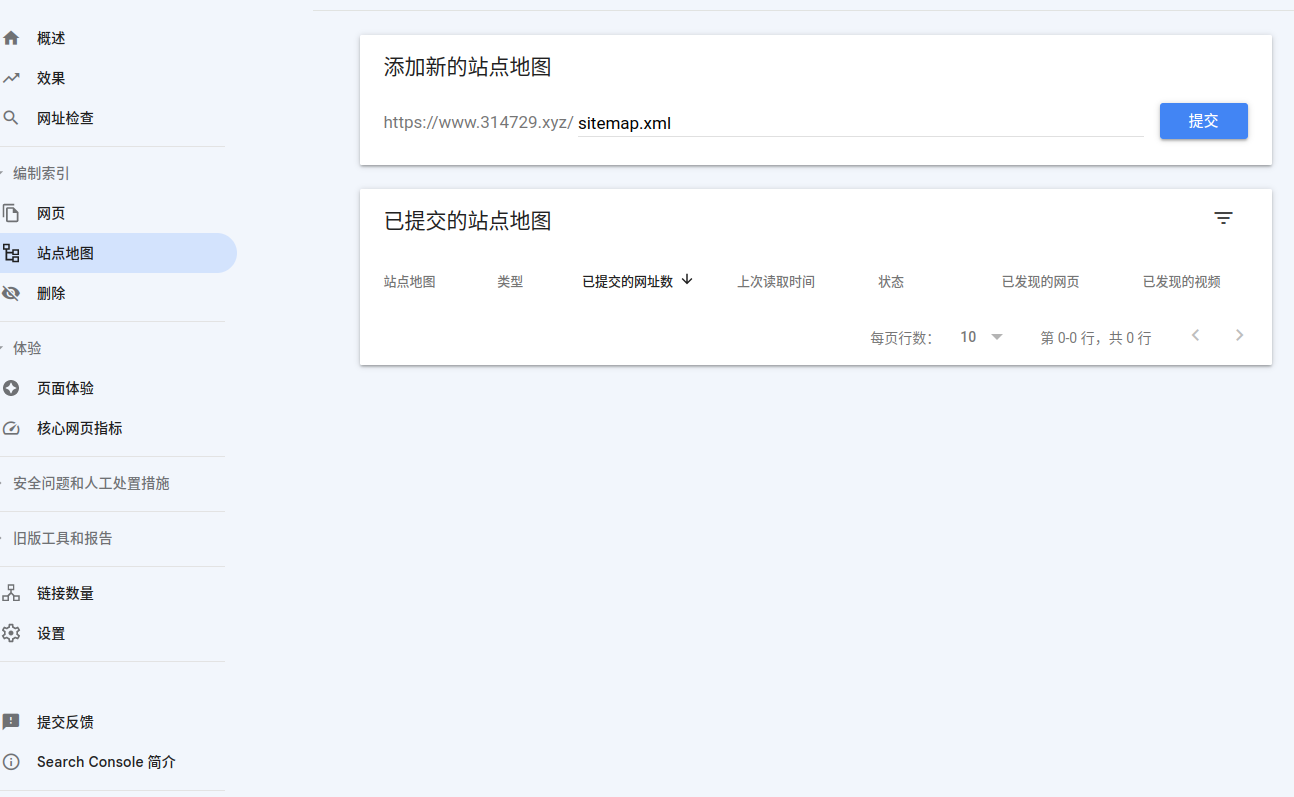 概述
效果
网址检查
编制索引
网页
站点地图
删除
体验
页面体验
核心网页指标
安全问题和人工处置措施
旧版工具和报告
链接数量
设置
提交反馈
Search Console 简介
添加新的站点地图
https://www.314729.xyz/ sitemap.xml
提交
已提交的站点地图
站点地图 类型 已提交的网址数 上次读取时间 状态 已发现的网页 已发现的视频
每页行数： 10 第 0-0 行，共 0 行